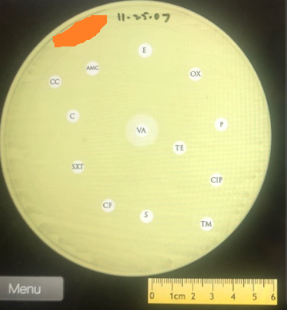 11-25-07
E
AMC
OX
CC
C
P
VA
TE
SXT
CIP
CF
S
TM
Menu
0 1cm 2 3 4 5 6